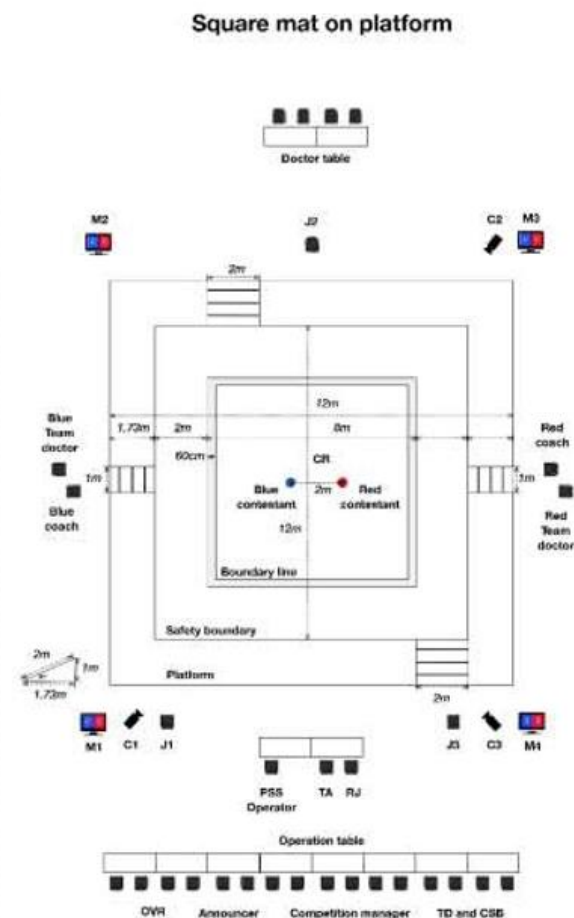 Square mat on platform
Doctor table
M2
J2
C2
M3
2m
12m
1,73m
2m
8m
Blue
Team
doctor
Red
coach
60cm
CR
1m
2m
1m
Blue
contestant
Red
contestant
Blue
coach
Red
Team
doctor
12m
Boundary line
Safety boundary
2m
1m
Platform
1,73m
2m
M1
C1
J1
J3
C3
M4
PSS
Operator
TA
RJ
Operation table
OVR
Announcer
Competition manager
TD and CSB